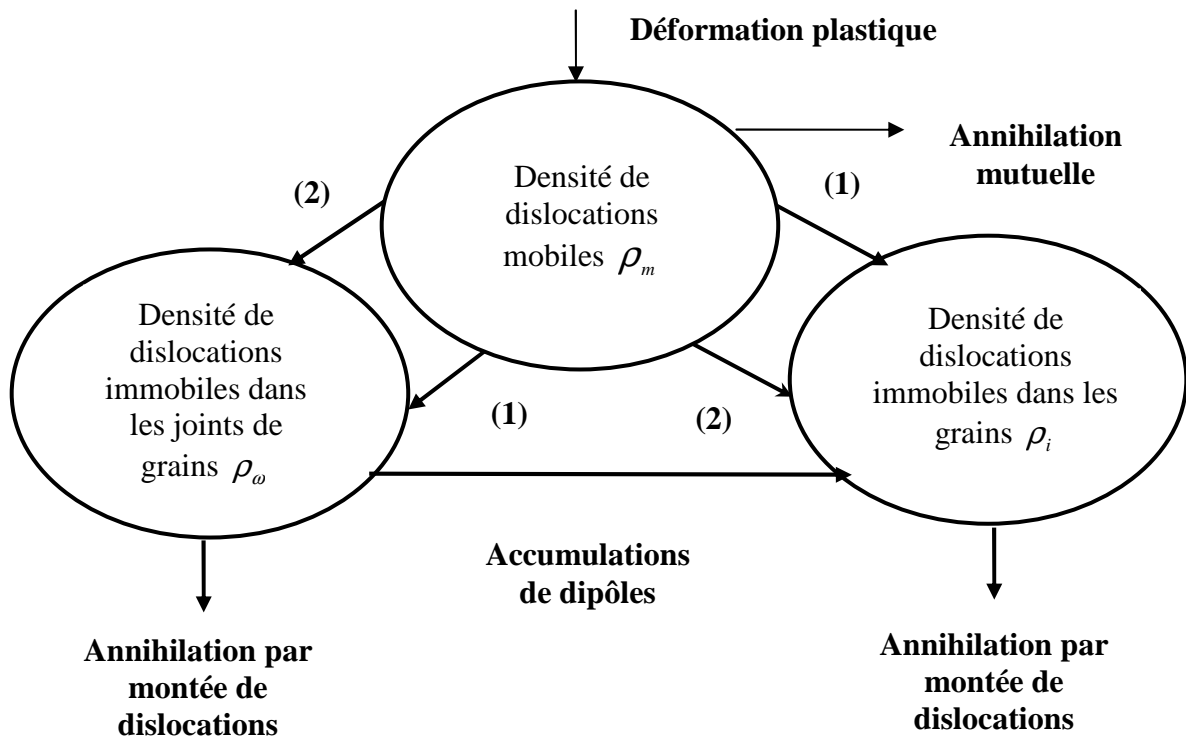 Déformation plastique
Annihilation
mutuelle
(2)
(1)
Densité de
dislocations
mobiles ρm
Densité de
dislocations
immobiles dans
les joints de
grains ρω
Densité de
dislocations
immobiles dans les
grains ρi
(1)
(2)
Accumulations
de dipôles
Annihilation par
montée de
dislocations
Annihilation par
montée de
dislocations